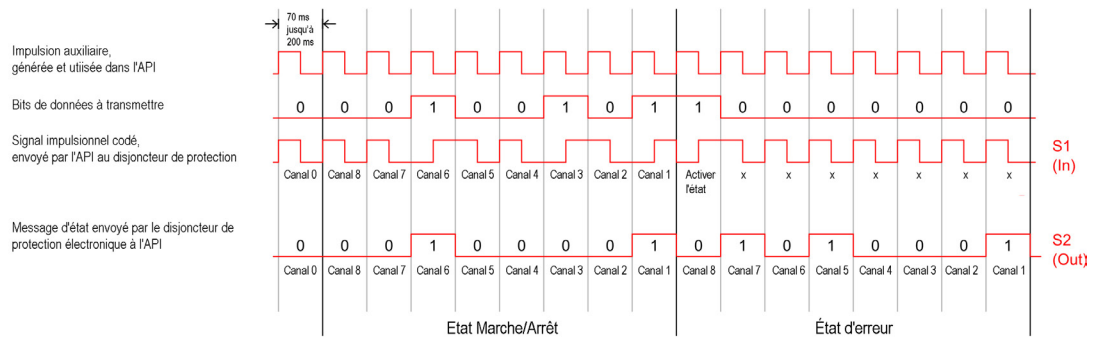 70 ms
jusqu'à
200 ms
Impulsion auxiliaire,
générée et utiisée dans l'API
Bits de données à transmettre
0 0 0 1 0 0 1 0 1 1 0 0 0 0 0 0 0
Signal impulsionnel codé,
envoyé par l'API au disjoncteur de protection
S1
(In)
Canal 0 Canal 8 Canal 7 Canal 6 Canal 5 Canal 4 Canal 3 Canal 2 Canal 1 Activer x x x x x x x
l'état
Message d'état envoyé par le disjoncteur de
protection électronique à l'API
0 0 0 1 0 0 0 0 1 0 1 0 1 0 0 0 1
S2
(Out)
Canal 0 Canal 8 Canal 7 Canal 6 Canal 5 Canal 4 Canal 3 Canal 2 Canal 1 Canal 8 Canal 7 Canal 6 Canal 5 Canal 4 Canal 3 Canal 2 Canal 1
Etat Marche/Arrêt
État d'erreur